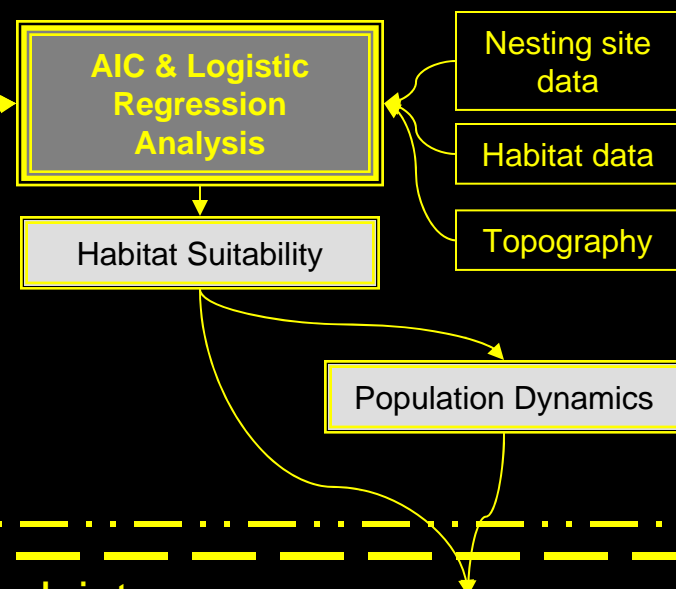 AIC & Logistic
Regression
Analysis
Nesting site
data
Habitat data
Topography
Habitat Suitability
Population Dynamics